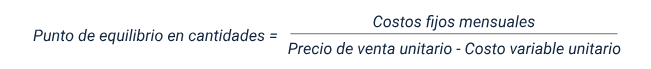 Costos fijos mensuales
Punto de equilibrio en cantidades =
Precio de venta unitario - Costo variable unitario